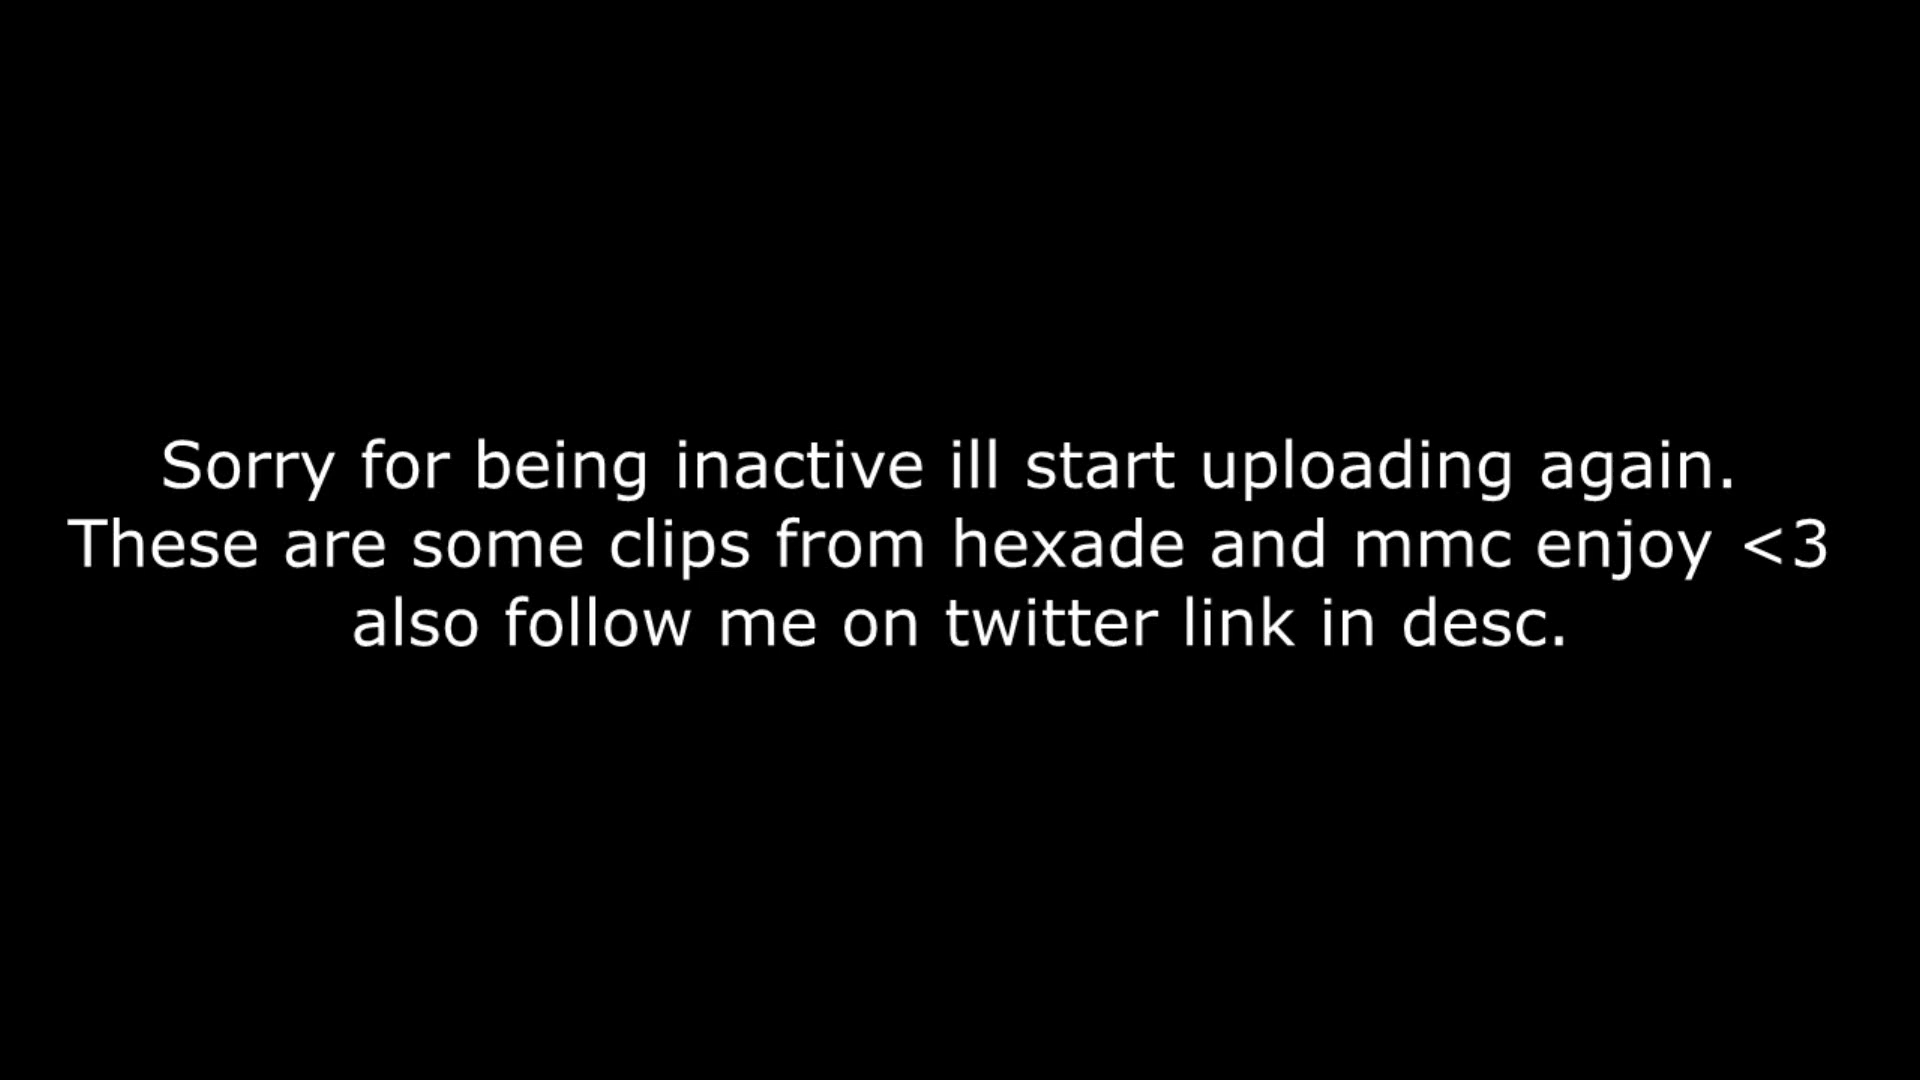 Sorry for being inactive ill start uploading again.
These are some clips from hexade and mmc enjoy <3
also follow me on twitter link in desc.